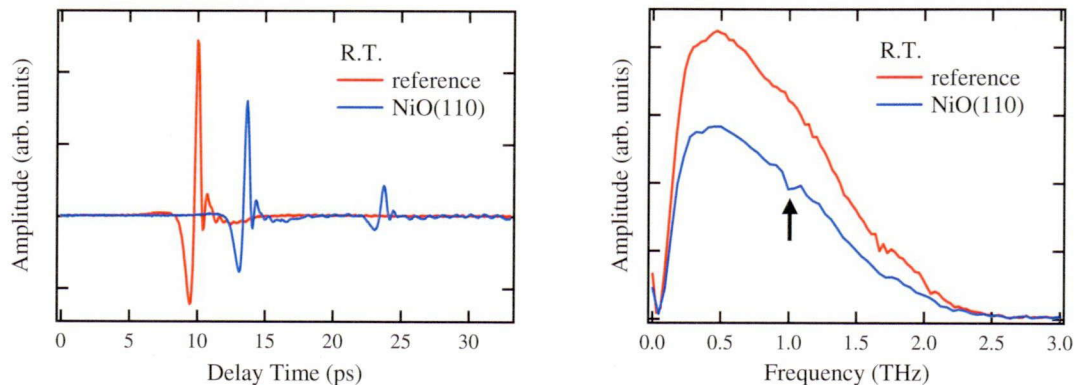 Amplitude (arb. units)
R.T.
reference
NiO(110)
0 5 10 15 20 25 30
Delay Time (ps)
Amplitude (arb. units)
R.T.
reference
NiO(110)
0.0 0.5 1.0 1.5 2.0 2.5 3.0
Frequency (THz)